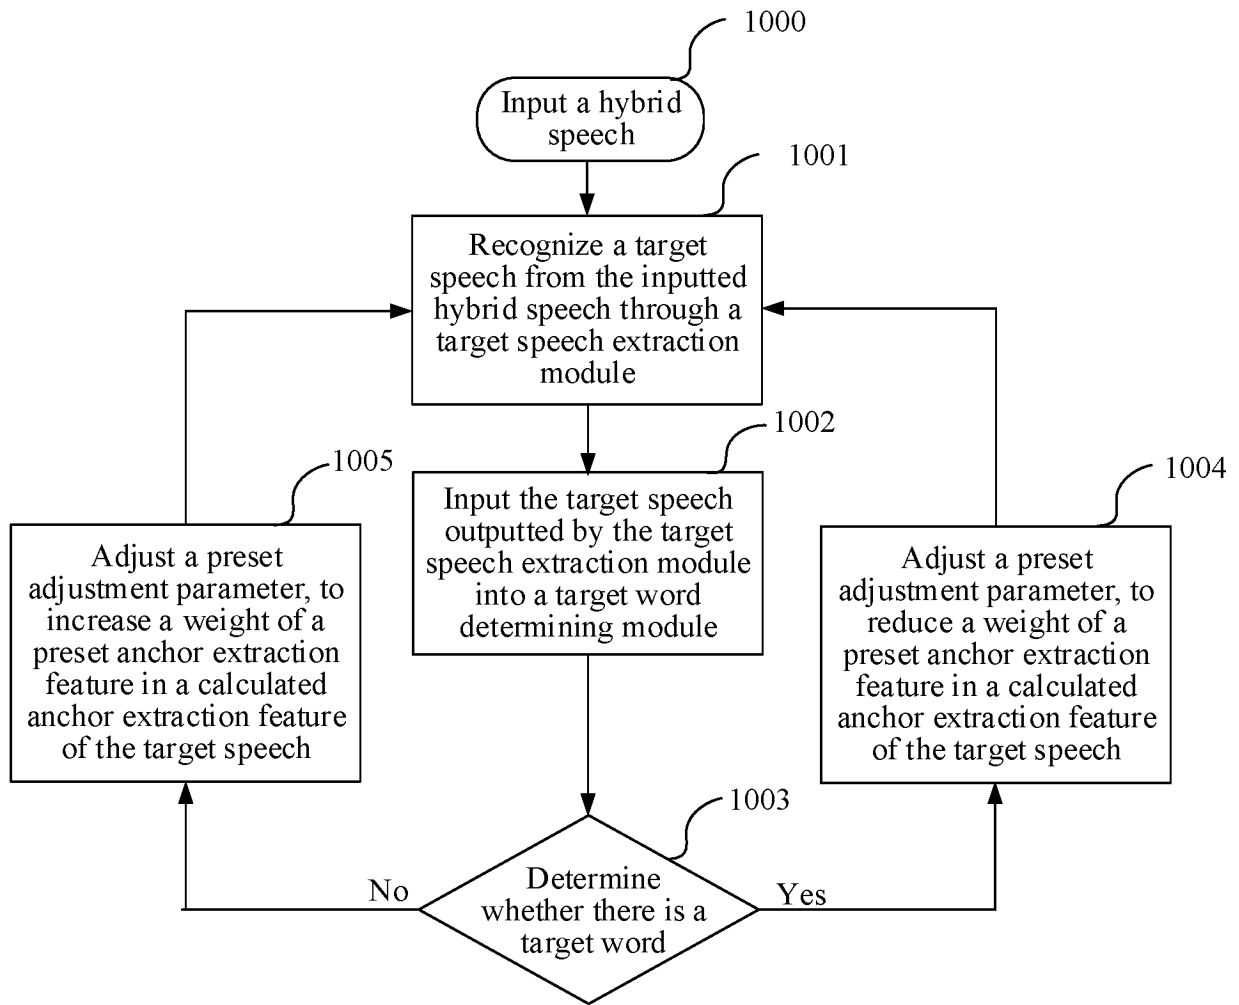 1000
Input a hybrid
speech
1001
Recognize a target
speech from the inputted
hybrid speech through a
target speech extraction
module
1002
Input the target speech
outputted by the target
speech extraction module
into a target word
determining module
1005
Adjust a preset
adjustment parameter, to
increase a weight of a
preset anchor extraction
feature in a calculated
anchor extraction feature
of the target speech
1004
Adjust a preset
adjustment parameter, to
reduce a weight of a
preset anchor extraction
feature in a calculated
anchor extraction feature
of the target speech
1003
Determine
whether there is a
target word
No
Yes